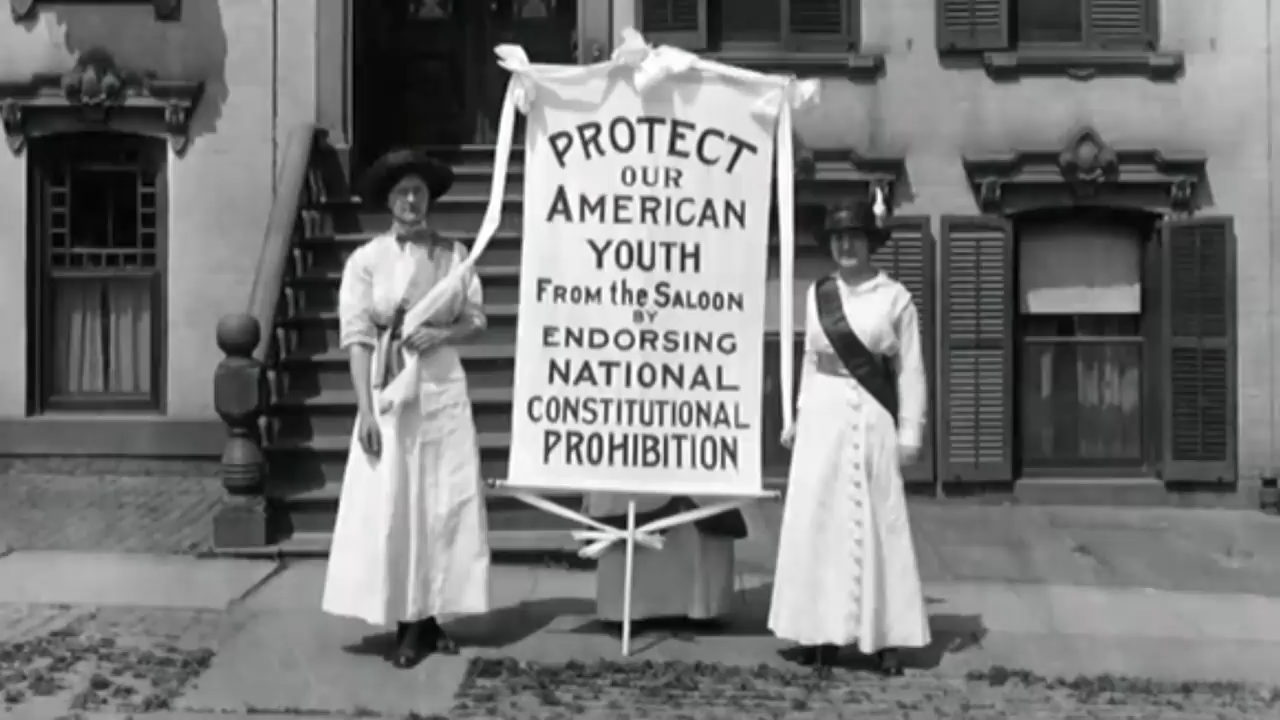 PROTECT
OUR
AMERICAN
YOUTH
FROM the SALOON
BY
ENDORSING
NATIONAL
CONSTITUTIONAL
PROHIBITION